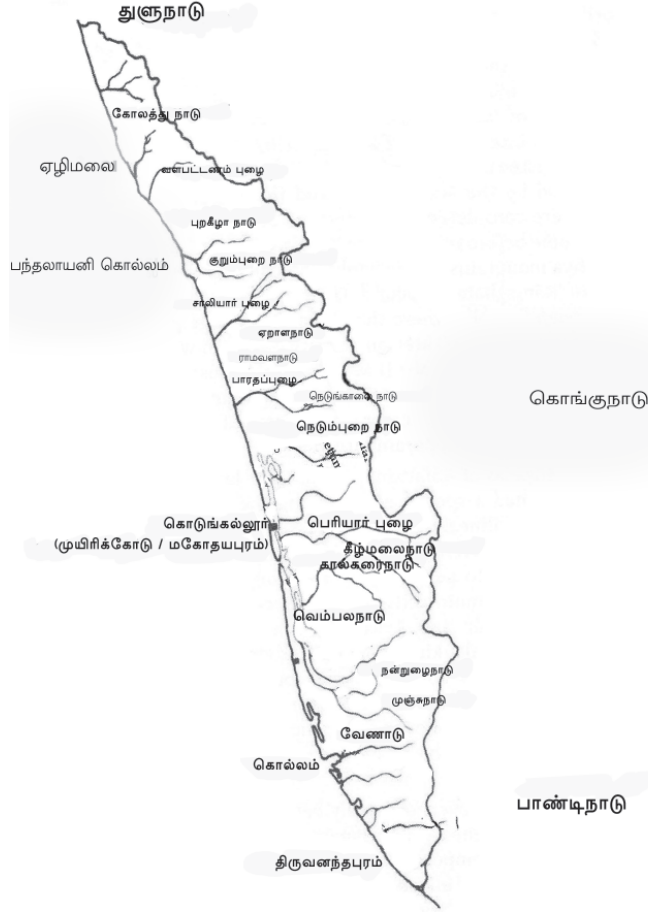 துளுநாடு
கோலத்து நாடு
ஏழிமலை
வளபட்டணம் புழை
புறகீழா நாடு
குறும்புறை நாடு
பந்தலாயனி கொல்லம்
சாலியார் புழை
ஏறாளநாடு
ராமவளநாடு
பாரதப்புழை
நெடுங்காலை நாடு
கொங்குநாடு
நெடும்புறை நாடு
கொடுங்கல்லூர்
(முயிரிக்கோடு / மகோதயபுரம்)
பெரியார் புழை
கீழ்மலைநாடு
காலகரைநாடு
வெம்பலநாடு
நன்றுழைநாடு
முஞ்சுநாடு
வேணாடு
கொல்லம்
பாண்டிநாடு
திருவனந்தபுரம்